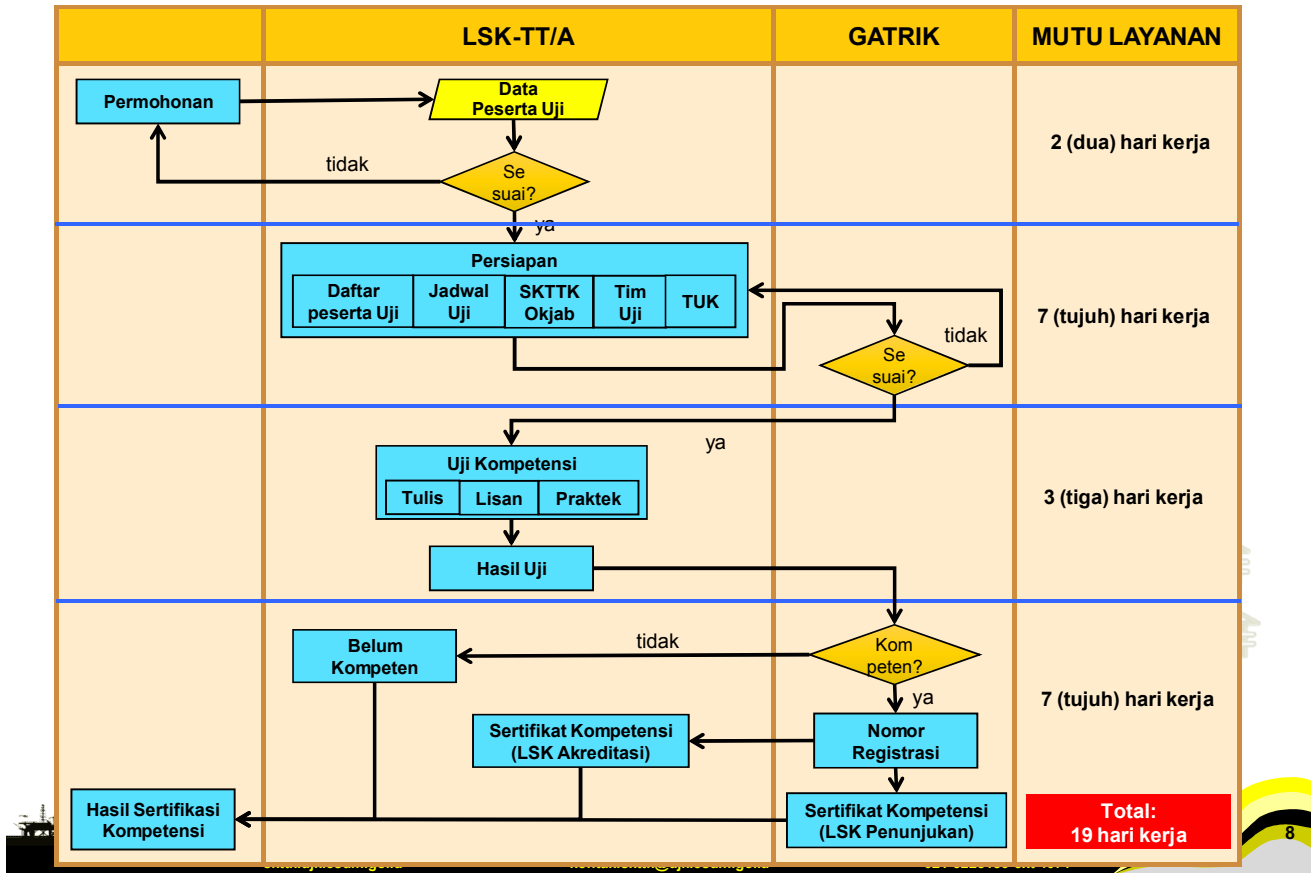 LSK-TT/A
GATRIK
MUTU LAYANAN
Permohonan
Data
Peserta Uji
tidak
Se
suai?
ya
2 (dua) hari kerja
Persiapan
Daftar
peserta Uji
Jadwal
Uji
SKTTK
Okjab
Tim
Uji
TUK
tidak
Se
suai?
7 (tujuh) hari kerja
ya
Uji Kompetensi
Tulis
Lisan
Praktek
Hasil Uji
3 (tiga) hari kerja
Kom
peten?
tidak
Belum
Kompeten
ya
Nomor
Registrasi
Sertifikat Kompetensi
(LSK Akreditasi)
7 (tujuh) hari kerja
Sertifikat Kompetensi
(LSK Penunjukan)
Hasil Sertifikasi
Kompetensi
Total:
19 hari kerja
8